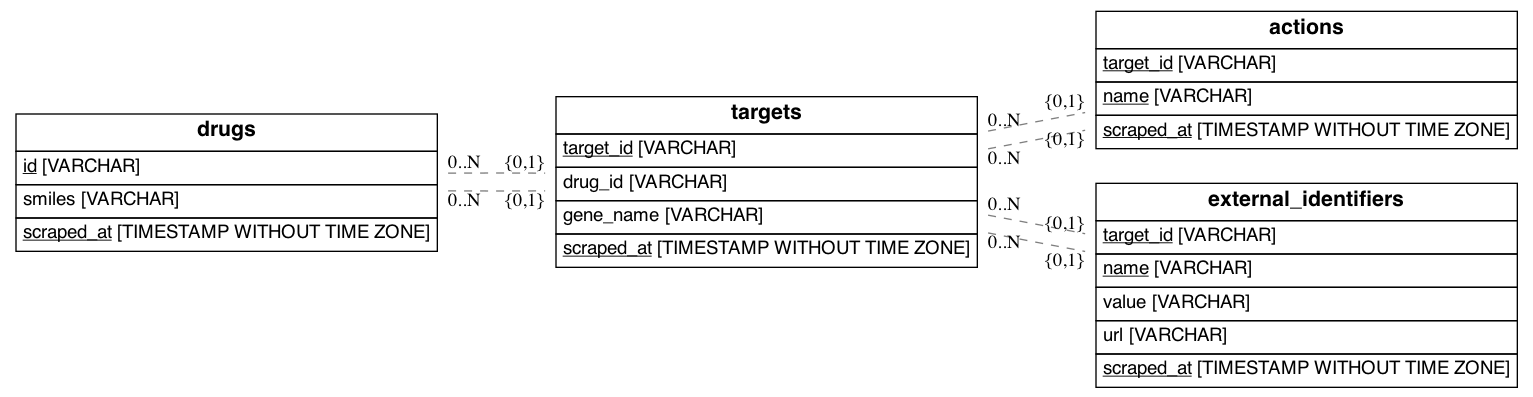 drugs
id [VARCHAR]
smiles [VARCHAR]
scraped_at [TIMESTAMP WITHOUT TIME ZONE]
0..N {0,1}
0..N {0,1}
targets
target_id [VARCHAR]
drug_id [VARCHAR]
gene_name [VARCHAR]
scraped_at [TIMESTAMP WITHOUT TIME ZONE]
0..N {0,1}
0..N {0,1}
0..N {0,1}
0..N {0,1}
actions
target_id [VARCHAR]
name [VARCHAR]
scraped_at [TIMESTAMP WITHOUT TIME ZONE]
external_identifiers
target_id [VARCHAR]
name [VARCHAR]
value [VARCHAR]
url [VARCHAR]
scraped_at [TIMESTAMP WITHOUT TIME ZONE]